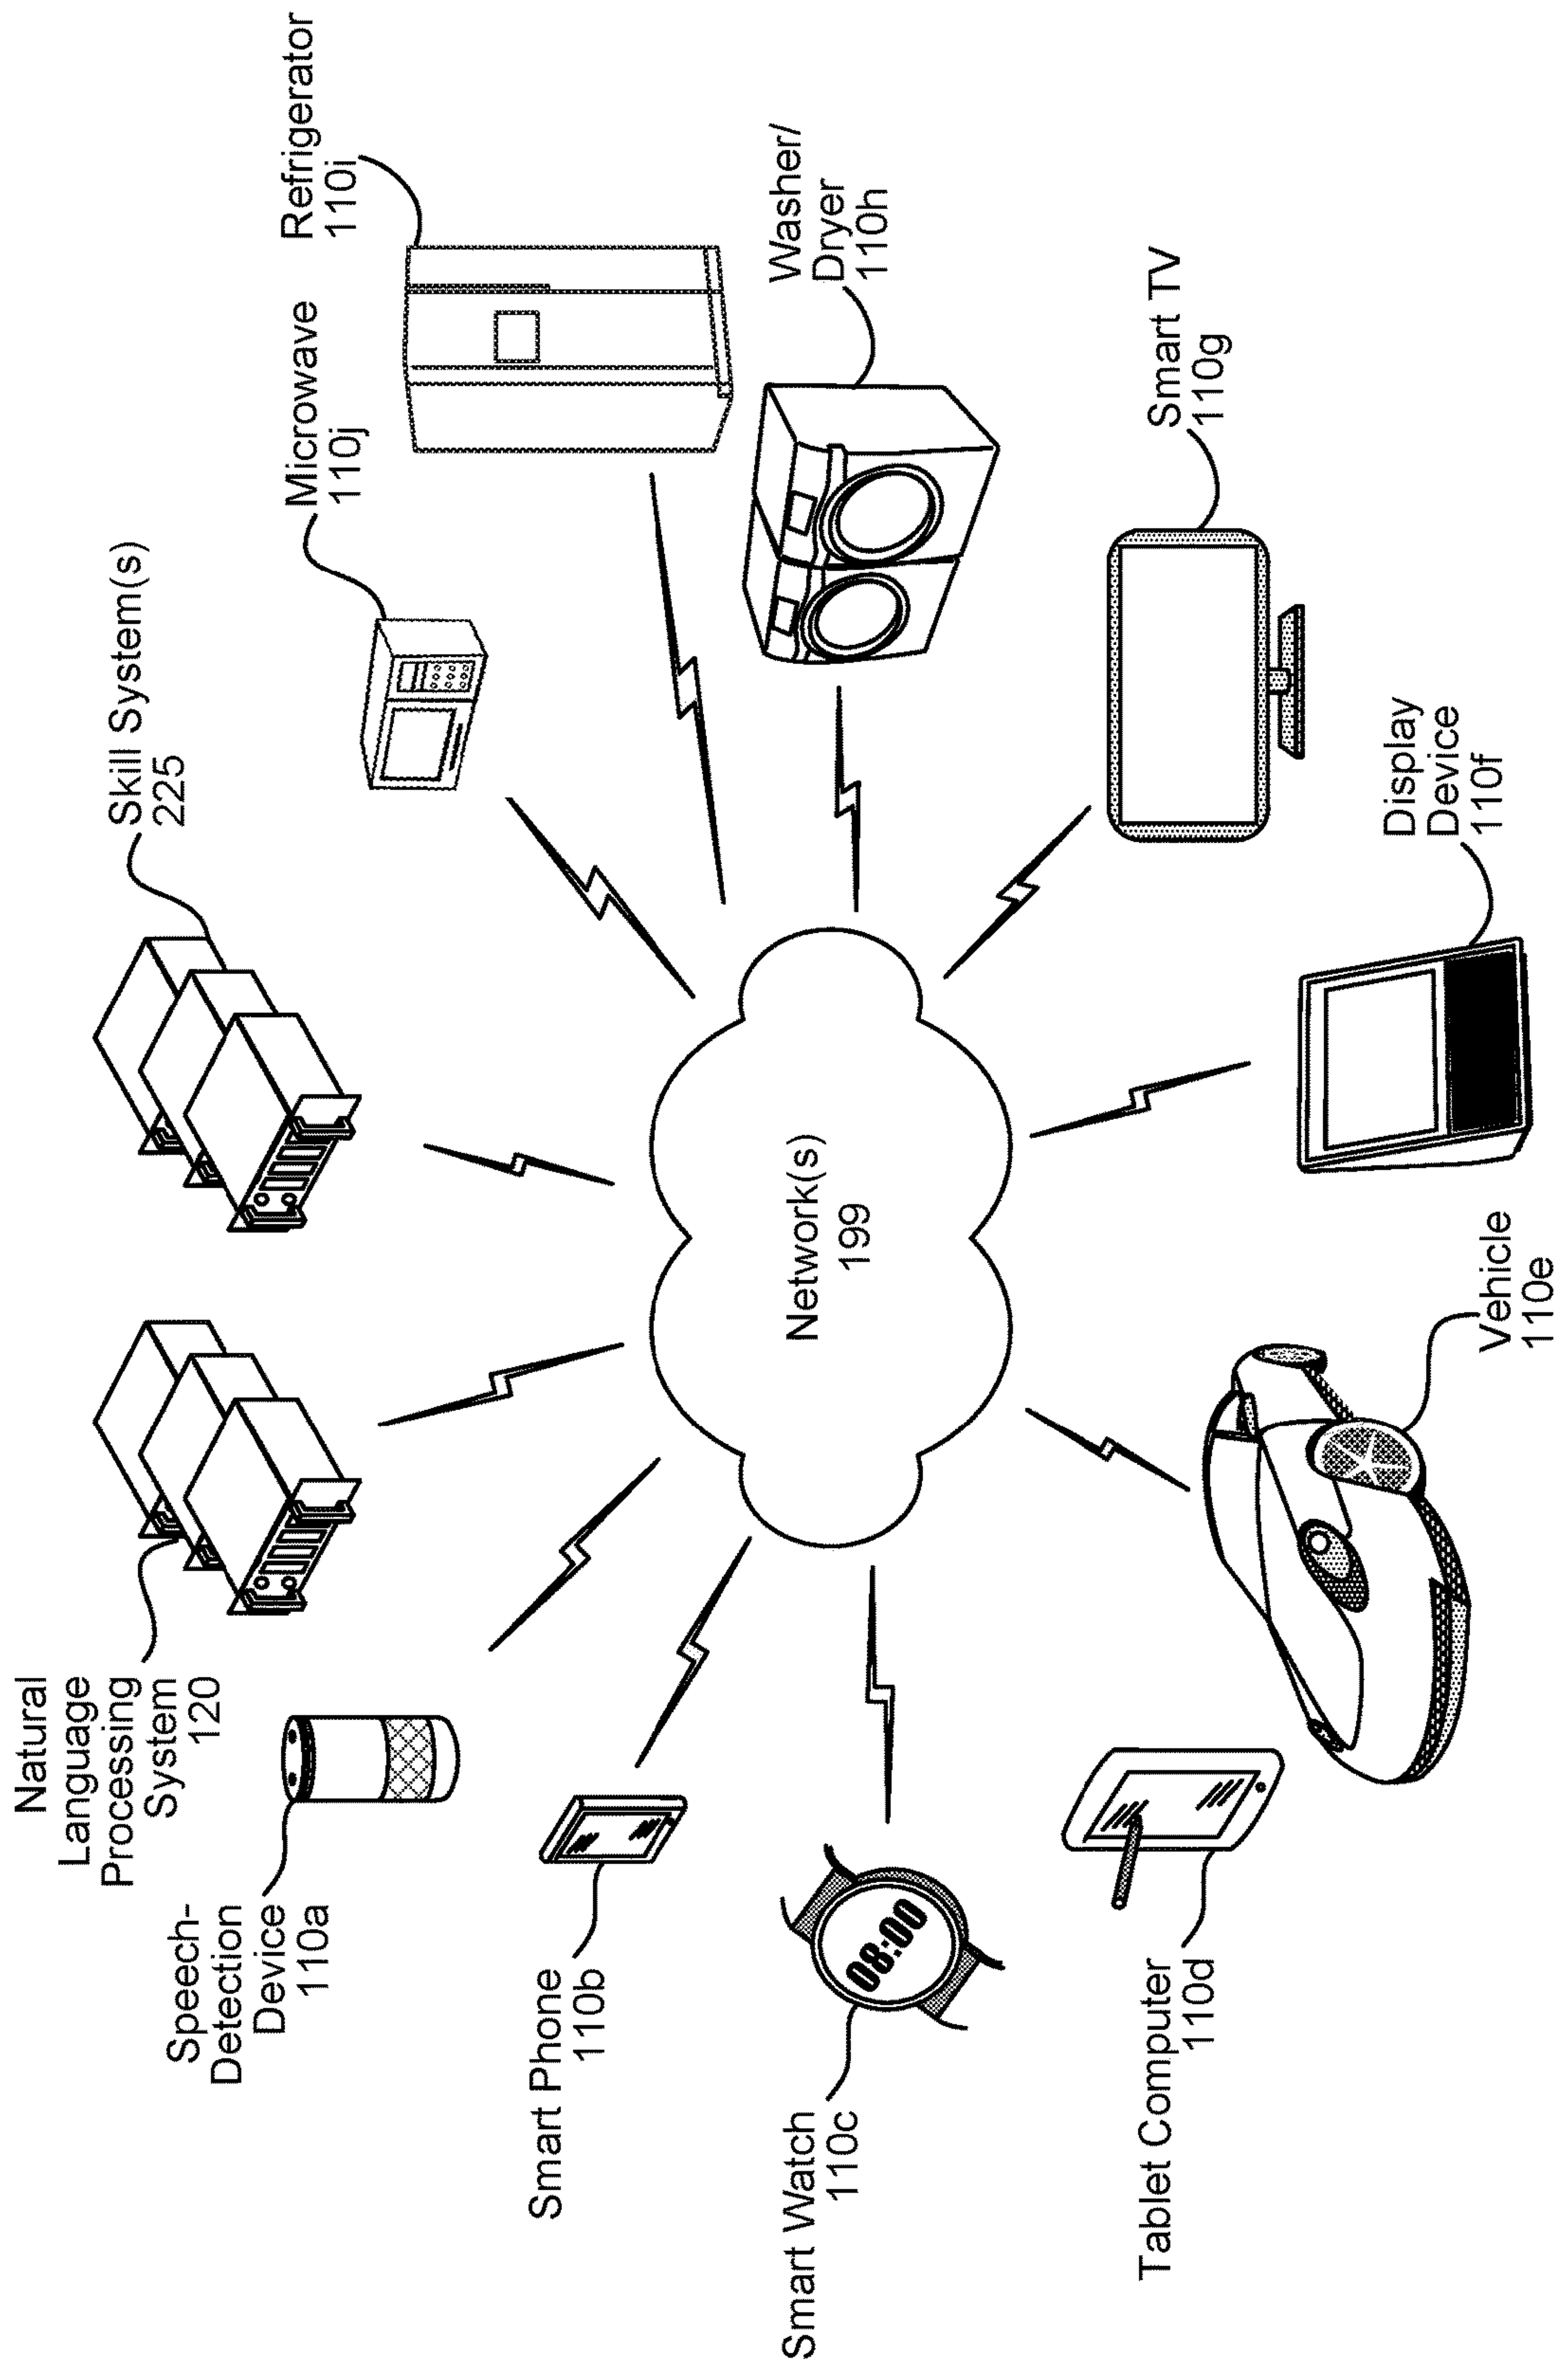 Natural
Language
Processing
System
120
Skill System(s)
225
Speech-
Detection
Device
110a
Microwave
110j
Refrigerator
110i
Smart Phone
110b
Washer/
Dryer
110h
Network(s)
199
Smart Watch
110c
08:00
Smart TV
110g
Tablet Computer
110d
Vehicle
110e
Display
Device
110f